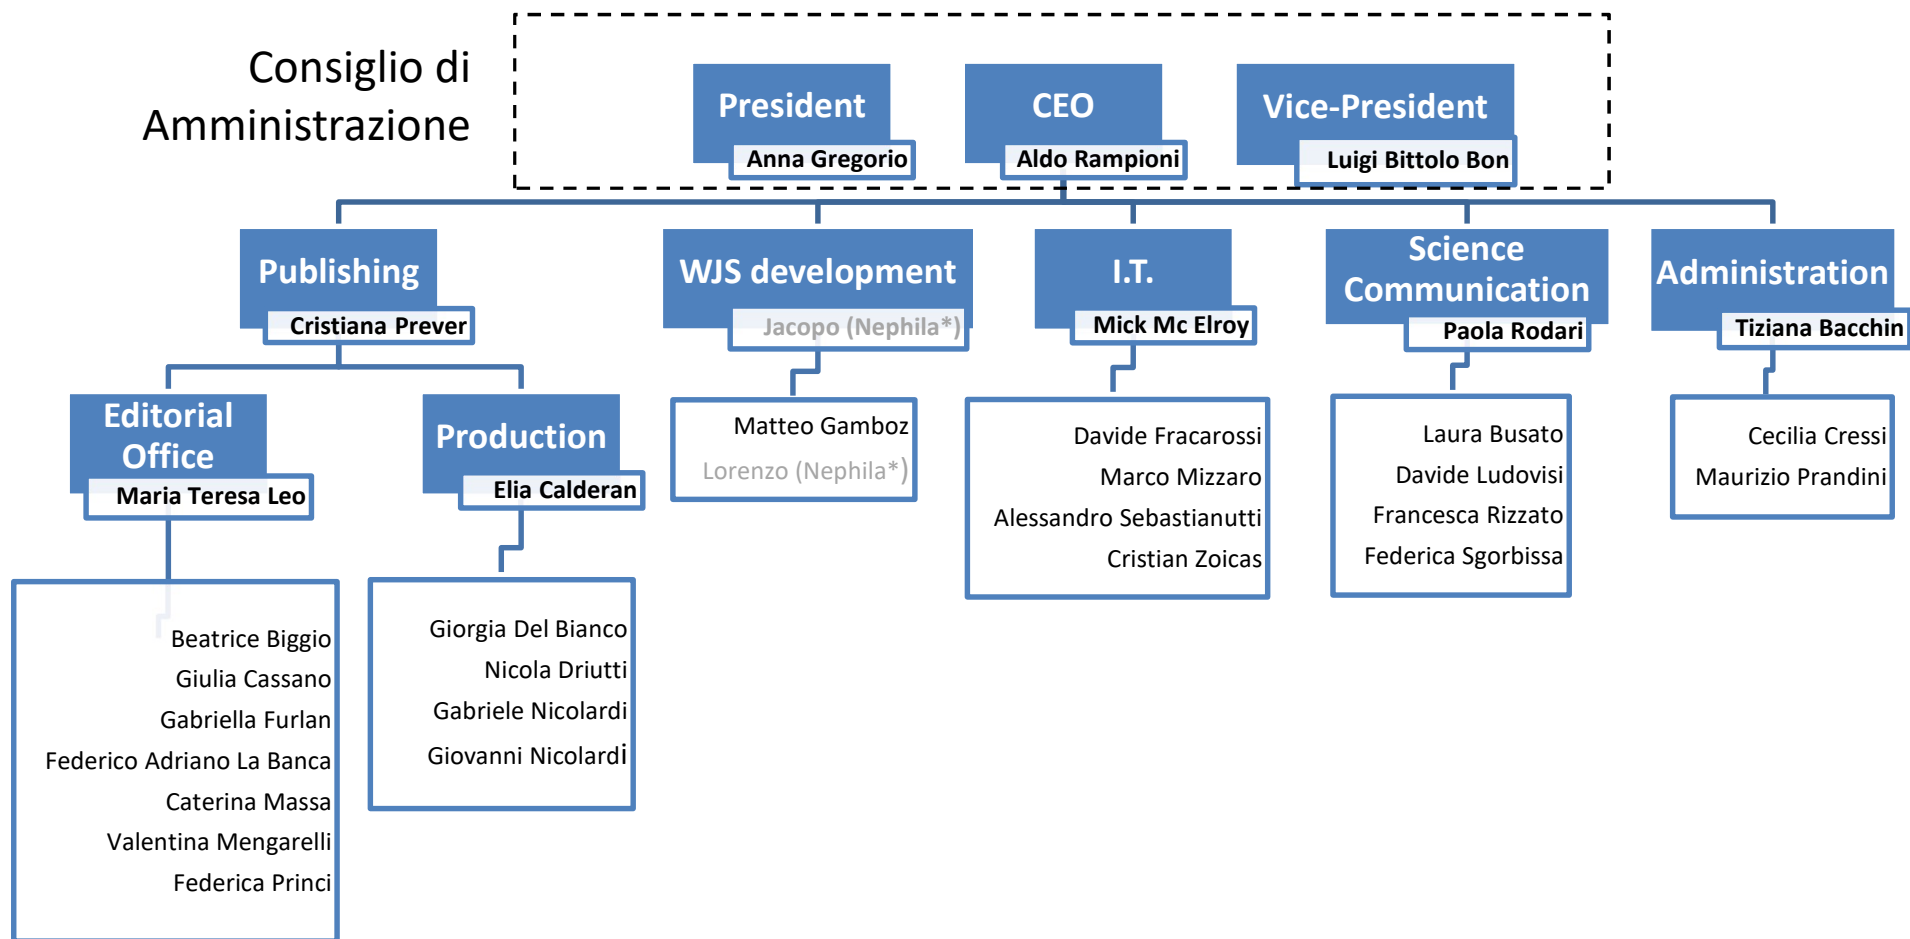 Consiglio di
Amministrazione
President
Anna Gregorio
CEO
Aldo Rampioni
Vice-President
Luigi Bittolo Bon
Publishing
Cristiana Prever
WJS development
Jacopo (Nephila*)
I.T.
Mick Mc Elroy
Science
Communication
Paola Rodari
Administration
Tiziana Bacchin
Editorial
Office
Maria Teresa Leo
Production
Elia Calderan
Matteo Gamboz
Lorenzo (Nephila*)
Davide Fracarossi
Marco Mizzaro
Alessandro Sebastianutti
Cristian Zoicas
Laura Busato
Davide Ludovisi
Francesca Rizzato
Federica Sgorbissa
Cecilia Cressi
Maurizio Prandini
Beatrice Biggio
Giulia Cassano
Gabriella Furlan
Federico Adriano La Banca
Caterina Massa
Valentina Mengarelli
Federica Princi
Giorgia Del Bianco
Nicola Driutti
Gabriele Nicolardi
Giovanni Nicolardi